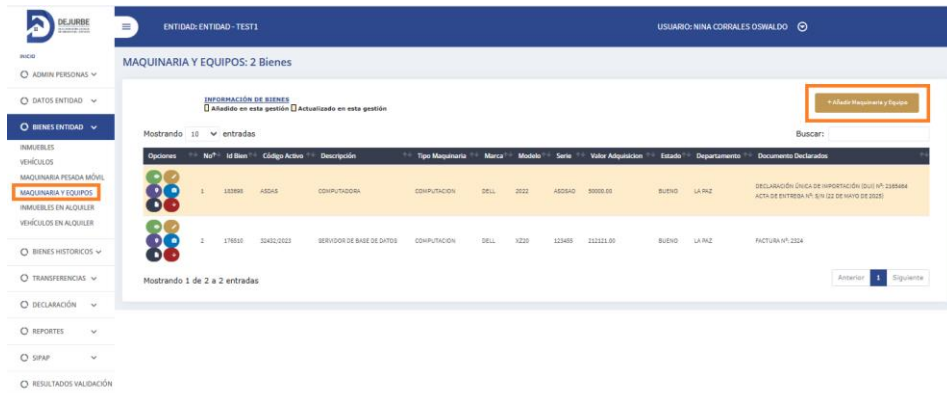 DEJURBE
ENTIDAD: ENTIDAD - TEST1
USUARIO: NINA CORRALES OSWALDO
INICIO
ADMIN PERSONAS
DATOS ENTIDAD
BIENES ENTIDAD
INMUEBLES
VEHÍCULOS
MAQUINARIA PESADA MÓVIL
MAQUINARIA Y EQUIPOS
INMUEBLES EN ALQUILER
VEHÍCULOS EN ALQUILER
BIENES HISTORICOS
TRANSFERENCIAS
DECLARACIÓN
REPORTES
SIPAP
RESULTADOS VALIDACIÓN
MAQUINARIA Y EQUIPOS: 2 Bienes
INFORMACIÓN DE BIENES
Añadido en esta gestión Actualizado en esta gestión
+ Añadir Maquinaria y Equipo
Mostrando 10 entradas
Buscar:
Opciones No° Id Bien Código Activo Descripción Tipo Maquinaria Marca Modelo Serie Valor Adquisicion Estado Departamento Documento Declarados
1 183698 ASDAS COMPUTADORA COMPUTACION DELL 2022 ASDSAD 50000.00 BUENO LA PAZ DECLARACIÓN ÚNICA DE IMPORTACIÓN (DUI) Nº: 2165464
ACTA DE ENTREGA Nº: S/N (22 DE MAYO DE 2025)
2 176510 32432/2023 SERVIDOR DE BASE DE DATOS COMPUTACION DELL XZ20 123455 212121.00 BUENO LA PAZ FACTURA Nº: 2324
Mostrando 1 de 2 a 2 entradas
Anterior 1 Siguiente